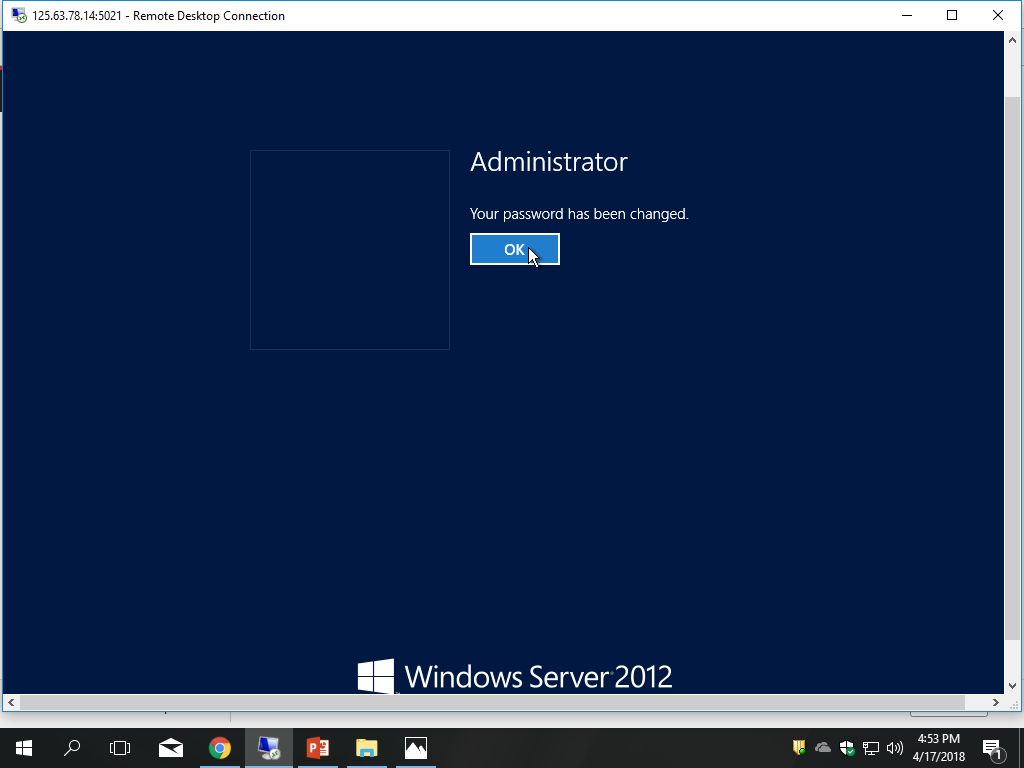 125.63.78.14:5021 - Remote Desktop Connection
Administrator
Your password has been changed.
OK
Windows Server 2012
4:53 PM
4/17/2018
1